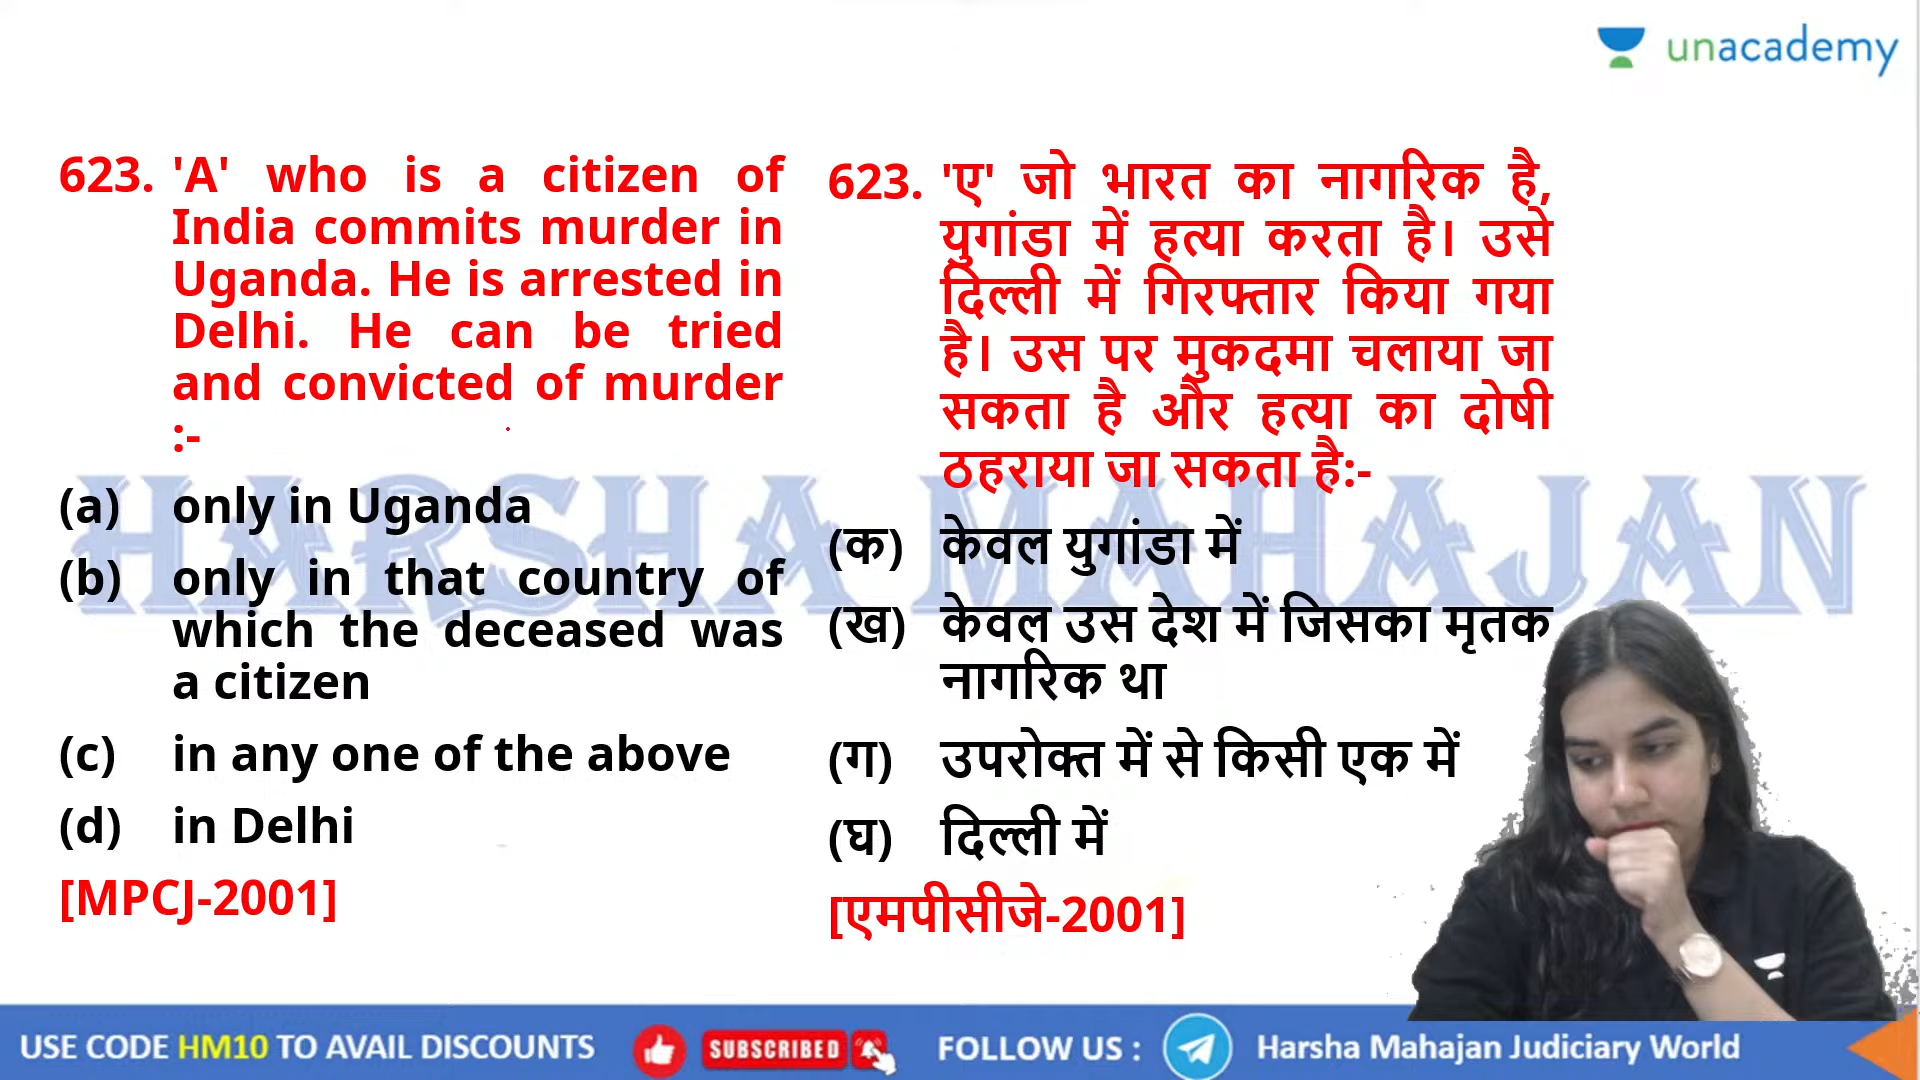 unacademy
623. 'A' who is a citizen of
India commits murder in
Uganda. He is arrested in
Delhi. He can be tried
and convicted of murder
:-
(a) only in Uganda
(b) only in that country of
which the deceased was
a citizen
(c) in any one of the above
(d) in Delhi
[MPCJ-2001]
623. 'ए' जो भारत का नागरिक है,
युगांडा में हत्या करता है। उसे
दिल्ली में गिरफ्तार किया गया
है। उस पर मुकदमा चलाया जा
सकता है और हत्या का दोषी
ठहराया जा सकता है:-
(क) केवल युगांडा में
(ख) केवल उस देश में जिसका मृतक
नागरिक था
(ग) उपरोक्त में से किसी एक में
(घ) दिल्ली में
[एमपीसीजे-2001]
HARSHA MAHAJAN
USE CODE HM10 TO AVAIL DISCOUNTS
SUBSCRIBED
FOLLOW US :
Harsha Mahajan Judiciary World